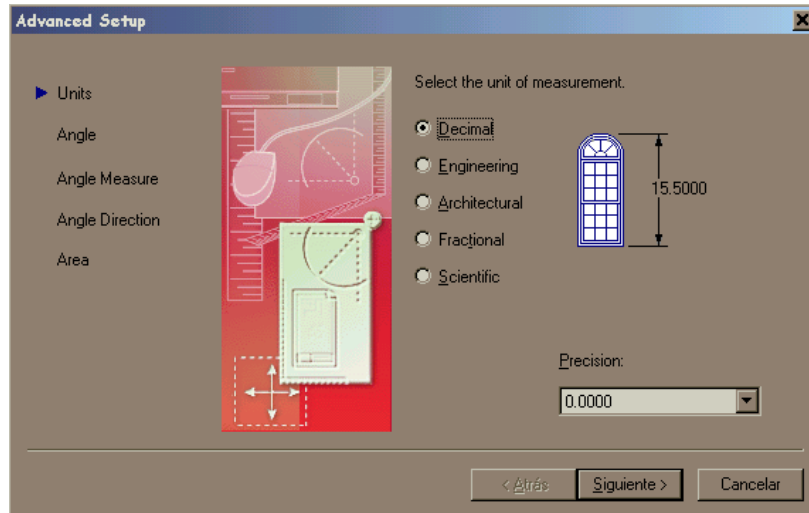 Advanced Setup
Units
Angle
Angle Measure
Angle Direction
Area
Select the unit of measurement.
Decimal
Engineering
Architectural
Fractional
Scientific
15.5000
Precision:
0.0000
< Atrás
Siguiente >
Cancelar